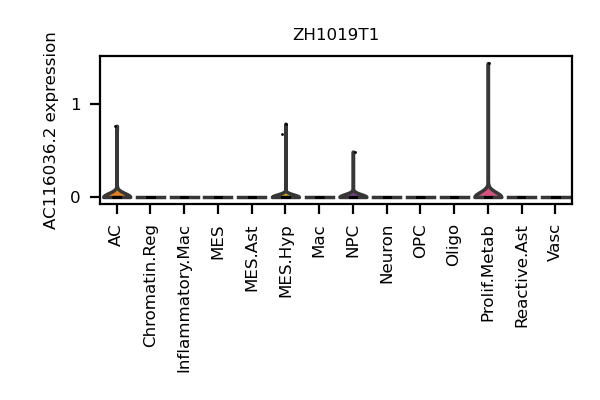 ZH1019T1
AC116036.2 expression
1
0
AC
Chromatin.Reg
Inflammatory.Mac
MES
MES.Ast
MES.Hyp
Mac
NPC
Neuron
OPC
Oligo
Prolif.Metab
Reactive.Ast
Vasc